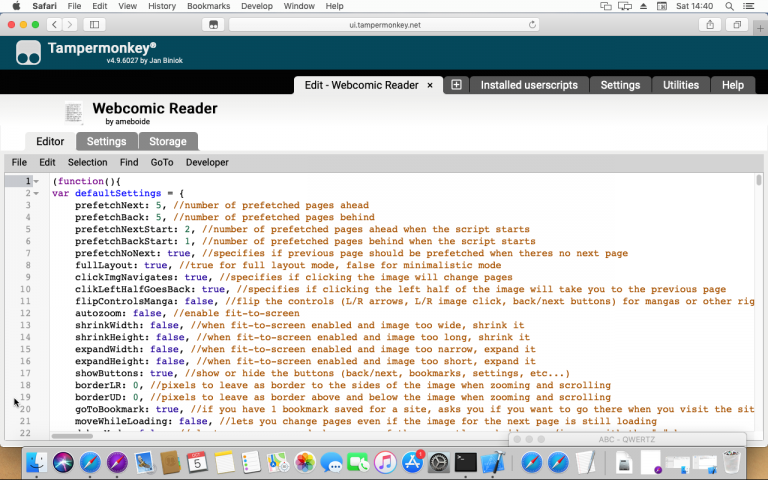 Safari File Edit View History Bookmarks Develop Window Help Sat 14:40
ui.tampermonkey.net
Tampermonkey®
v4.9.6027 by Jan Biniok
Edit - Webcomic Reader × Installed userscripts Settings Utilities Help
Webcomic Reader
by ameboide
Editor Settings Storage
File Edit Selection Find GoTo Developer
1 (function(){
2 var defaultSettings = {
3 prefetchNext: 5, //number of prefetched pages ahead
4 prefetchBack: 5, //number of prefetched pages behind
5 prefetchNextStart: 2, //number of prefetched pages ahead when the script starts
6 prefetchBackStart: 1, //number of prefetched pages behind when the script starts
7 prefetchNoNext: true, //specifies if previous page should be prefetched when theres no next page
8 fullLayout: true, //true for full layout mode, false for minimalistic mode
9 clickImgNavigates: true, //specifies if clicking the image will change pages
10 clikLeftHalfGoesBack: true, //specifies if clicking the left half of the image will take you to the previous page
11 flipControlsManga: false, //flip the controls (L/R arrows, L/R image click, back/next buttons) for mangas or other rig
12 autozoom: false, //enable fit-to-screen
13 shrinkWidth: false, //when fit-to-screen enabled and image too wide, shrink it
14 shrinkHeight: false, //when fit-to-screen enabled and image too long, shrink it
15 expandWidth: false, //when fit-to-screen enabled and image too narrow, expand it
16 expandHeight: false, //when fit-to-screen enabled and image too short, expand it
17 showButtons: true, //show or hide the buttons (back/next, bookmarks, settings, etc...)
18 borderLR: 0, //pixels to leave as border to the sides of the image when zooming and scrolling
19 borderUD: 0, //pixels to leave as border above and below the image when zooming and scrolling
20 goToBookmark: true, //if you have 1 bookmark saved for a site, asks you if you want to go there when you visit the sit
21 moveWhileLoading: false, //lets you change pages even if the image for the next page is still loading
22
ABC - QWERTZ
5
1